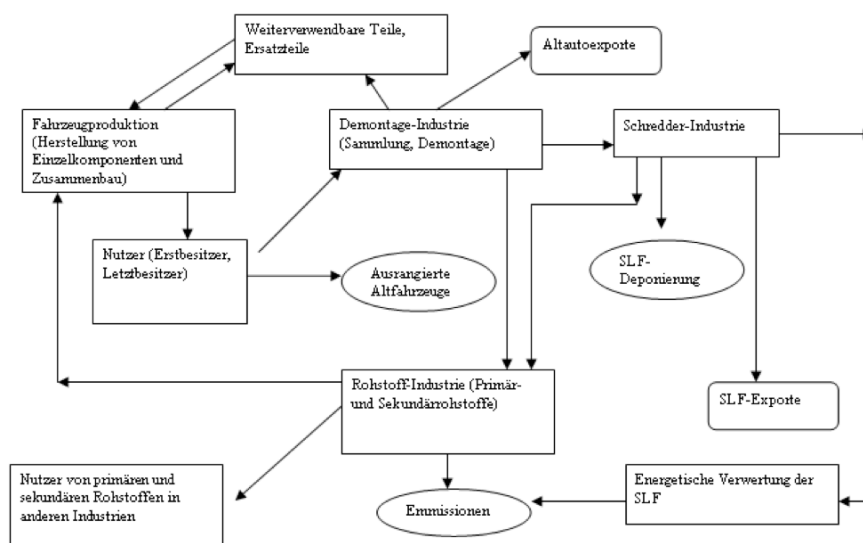 Weiterverwendbare Teile,
Ersatzteile
Altautoexporte
Fahrzeugproduktion
(Herstellung von
Einzelkomponenten und
Zusammenbau)
Demontage-Industrie
(Sammlung, Demontage)
Schredder-Industrie
Nutzer (Erstbesitzer,
Letztbesitzer)
Ausrangierte
Altfahrzeuge
SLF-
Deponierung
Rohstoff-Industrie (Primär-
und Sekundärrohstoffe)
SLF-Exporte
Nutzer von primären und
sekundären Rohstoffen in
anderen Industrien
Emmissionen
Energetische Verwertung der
SLF